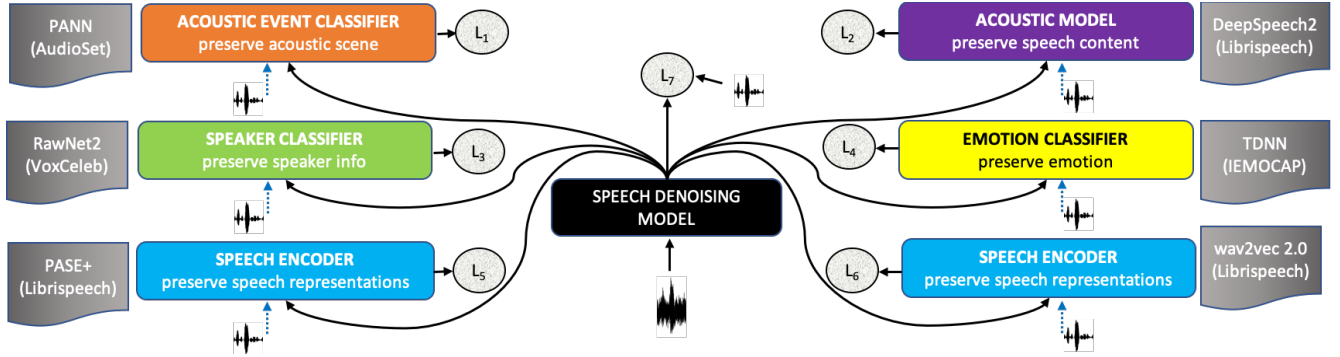 PANN
(AudioSet)
ACOUSTIC EVENT CLASSIFIER
preserve acoustic scene
L1
L2
ACOUSTIC MODEL
preserve speech content
DeepSpeech2
(Librispeech)
L7
RawNet2
(VoxCeleb)
SPEAKER CLASSIFIER
preserve speaker info
L3
L4
EMOTION CLASSIFIER
preserve emotion
TDNN
(IEMOCAP)
SPEECH DENOISING
MODEL
PASE+
(Librispeech)
SPEECH ENCODER
preserve speech representations
L5
L6
SPEECH ENCODER
preserve speech representations
wav2vec 2.0
(Librispeech)